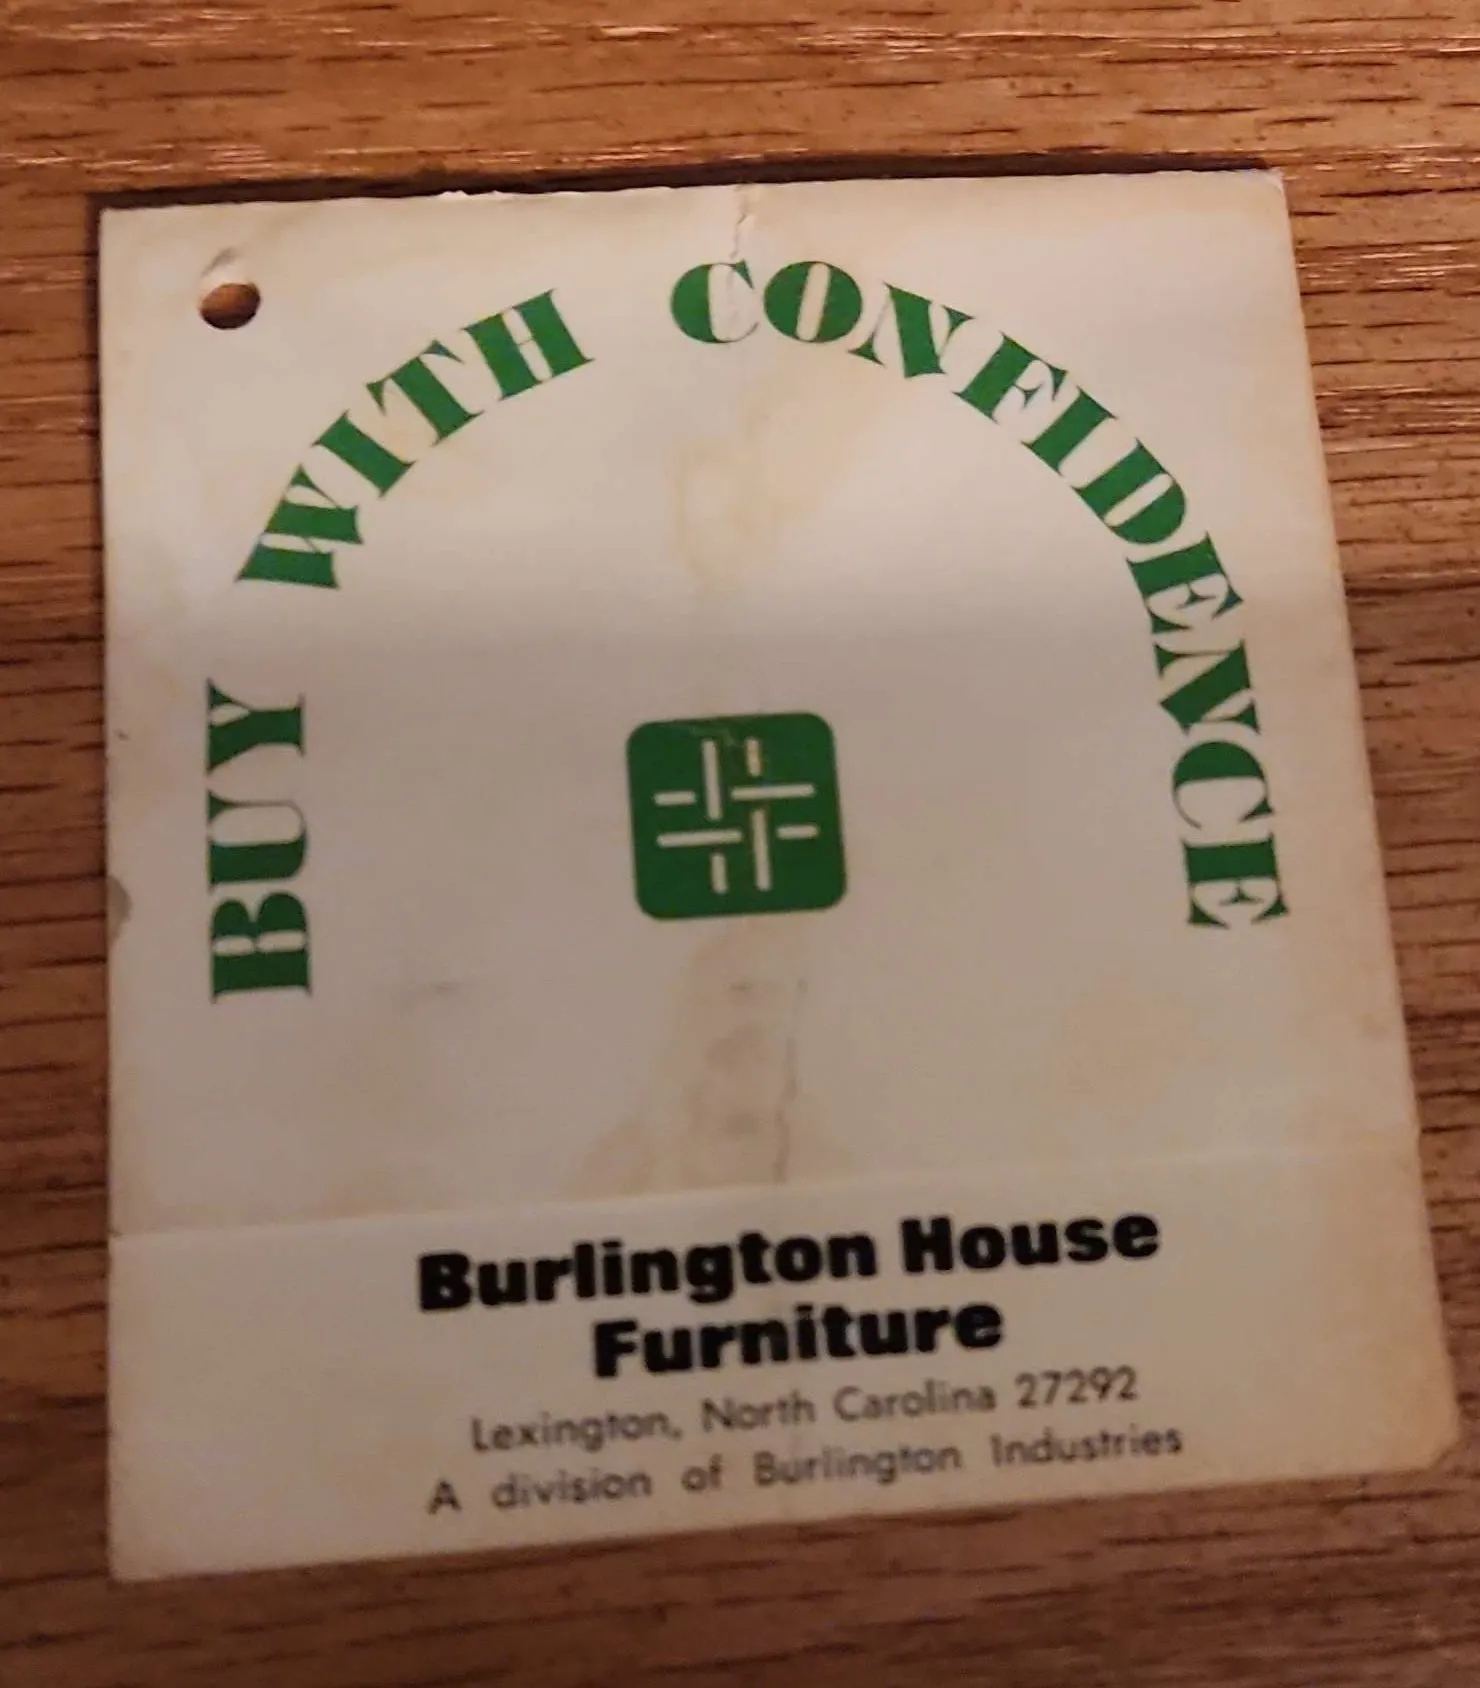 BUY WITH CONFIDENCE
Burlington House
Furniture
Lexington, North Carolina 27292
A division of Burlington Industries